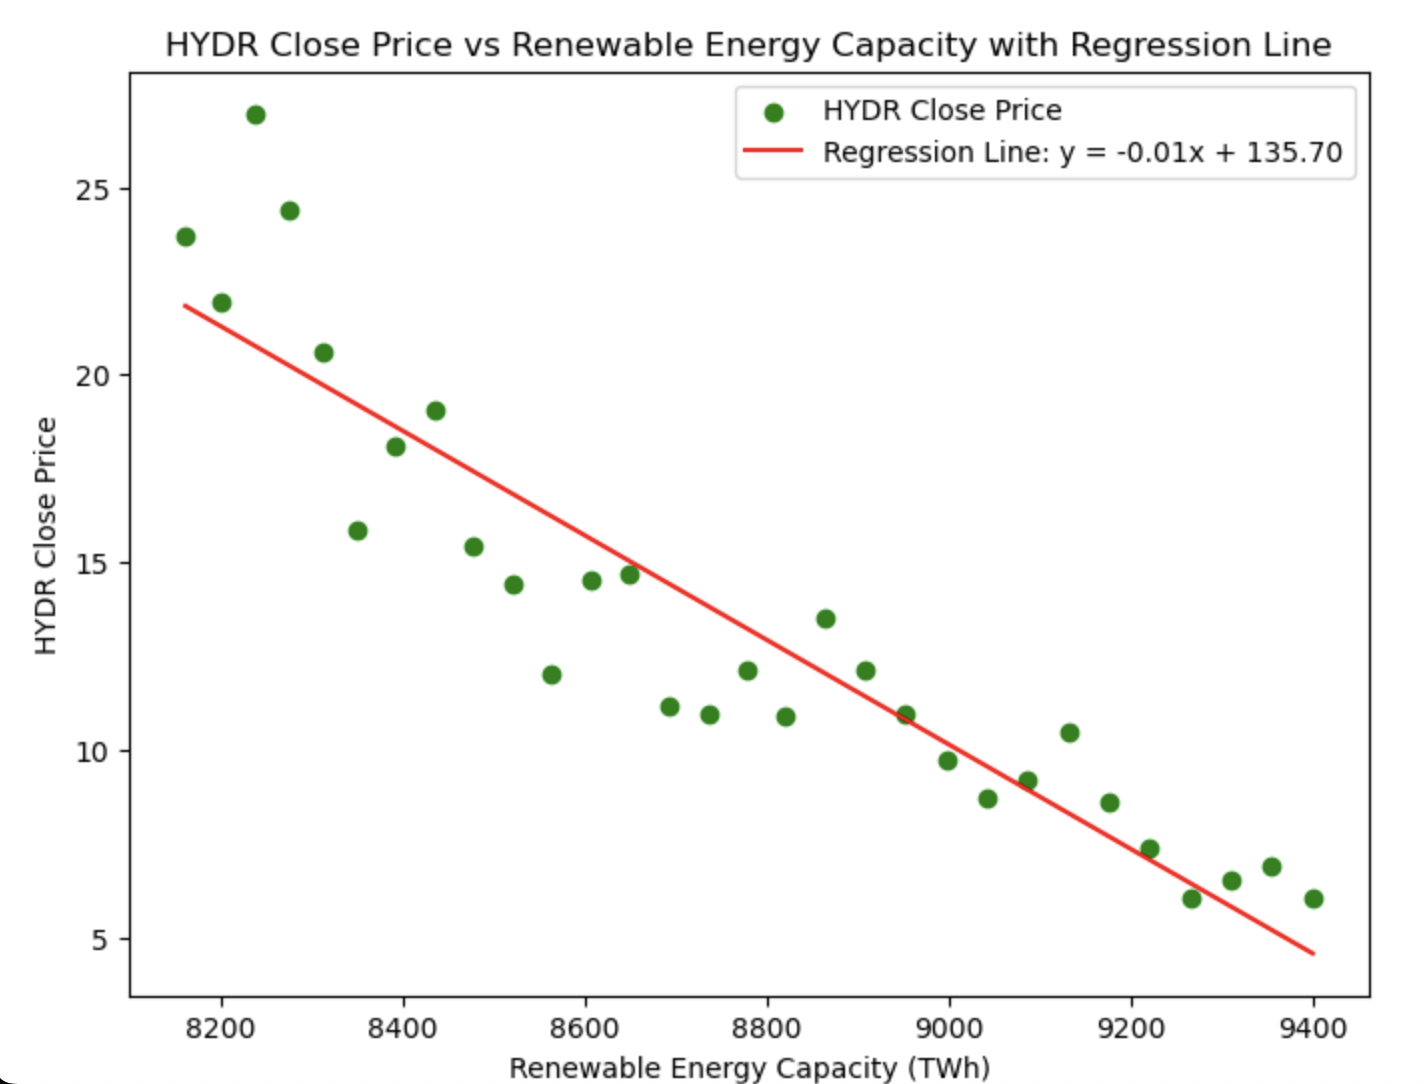 HYDR Close Price vs Renewable Energy Capacity with Regression Line
HYDR Close Price
Regression Line: y = -0.01x + 135.70
HYDR Close Price
25
20
15
10
5
8200 8400 8600 8800 9000 9200 9400
Renewable Energy Capacity (TWh)